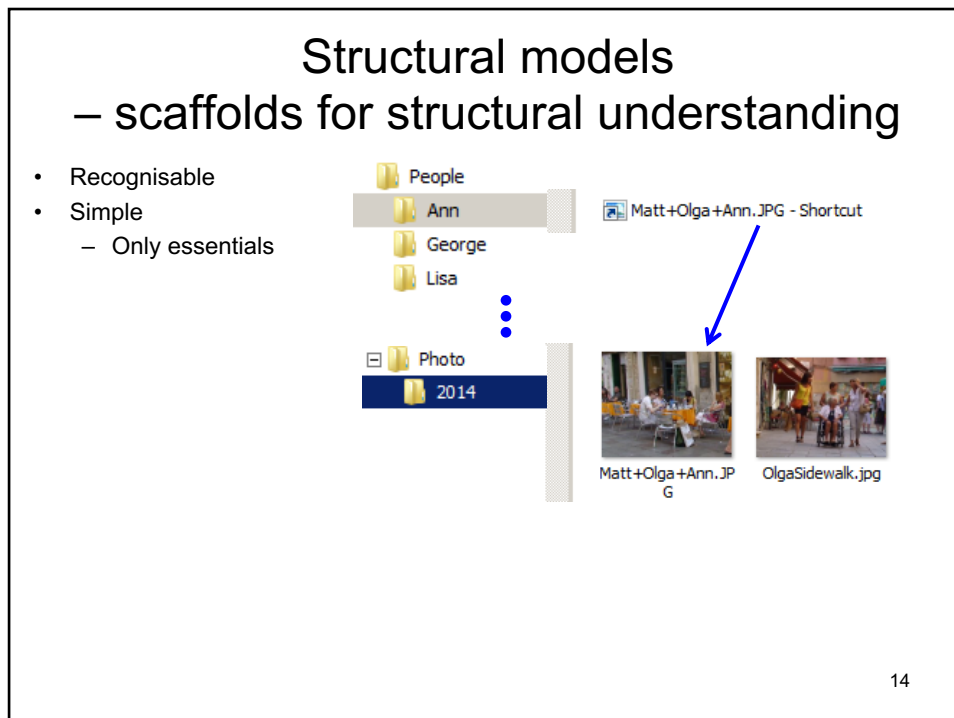 Structural models
– scaffolds for structural understanding
• Recognisable
• Simple
– Only essentials
People
Ann
George
Lisa
Matt+Olga+Ann.JPG - Shortcut
Photo
2014
Matt+Olga+Ann.JP
G
OlgaSidewalk.jpg
14